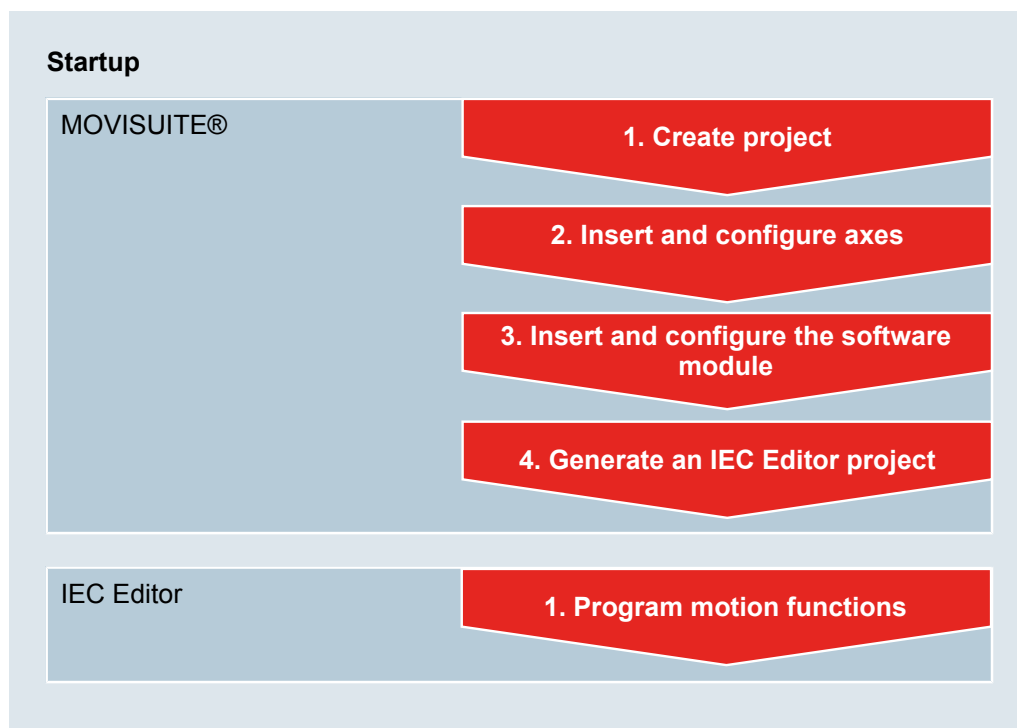 Startup
MOVISUITE®
1. Create project
2. Insert and configure axes
3. Insert and configure the software
module
4. Generate an IEC Editor project
IEC Editor
1. Program motion functions